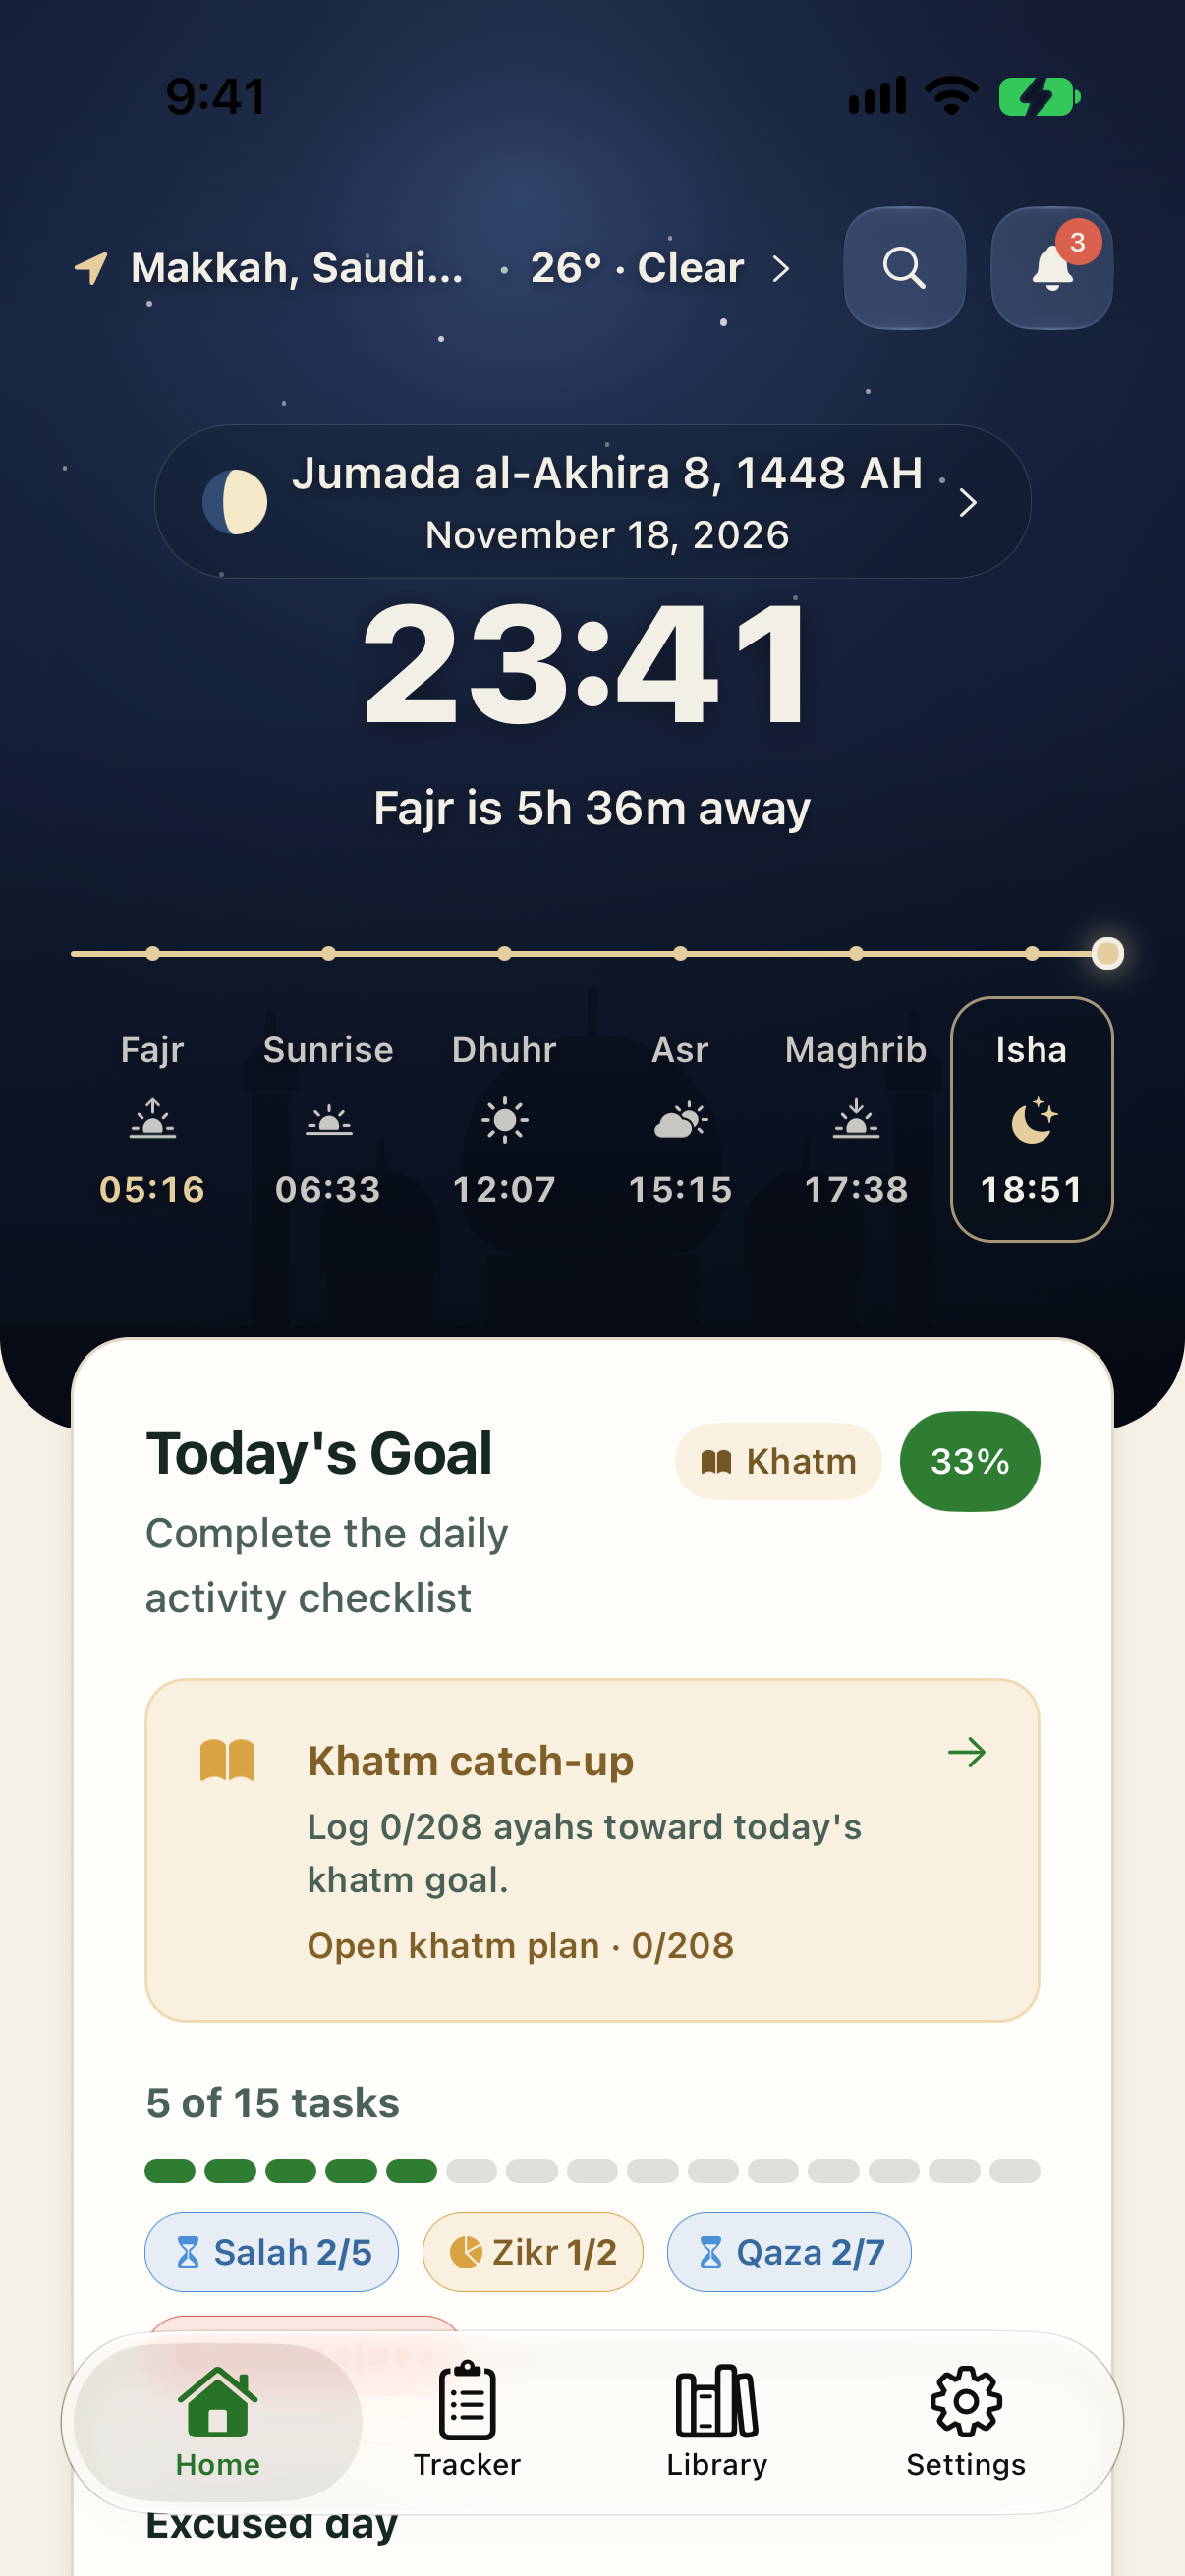 9:41
Makkah, Saudi... · 26° · Clear
3
Jumada al-Akhira 8, 1448 AH
November 18, 2026
23:41
Fajr is 5h 36m away
Fajr Sunrise Dhuhr Asr Maghrib Isha
05:16 06:33 12:07 15:15 17:38 18:51
Today's Goal
Khatm 33%
Complete the daily
activity checklist
Khatm catch-up
Log 0/208 ayahs toward today's
khatm goal.
Open khatm plan · 0/208
5 of 15 tasks
Salah 2/5 Zikr 1/2 Qaza 2/7
Home Tracker Library Settings
Excused day